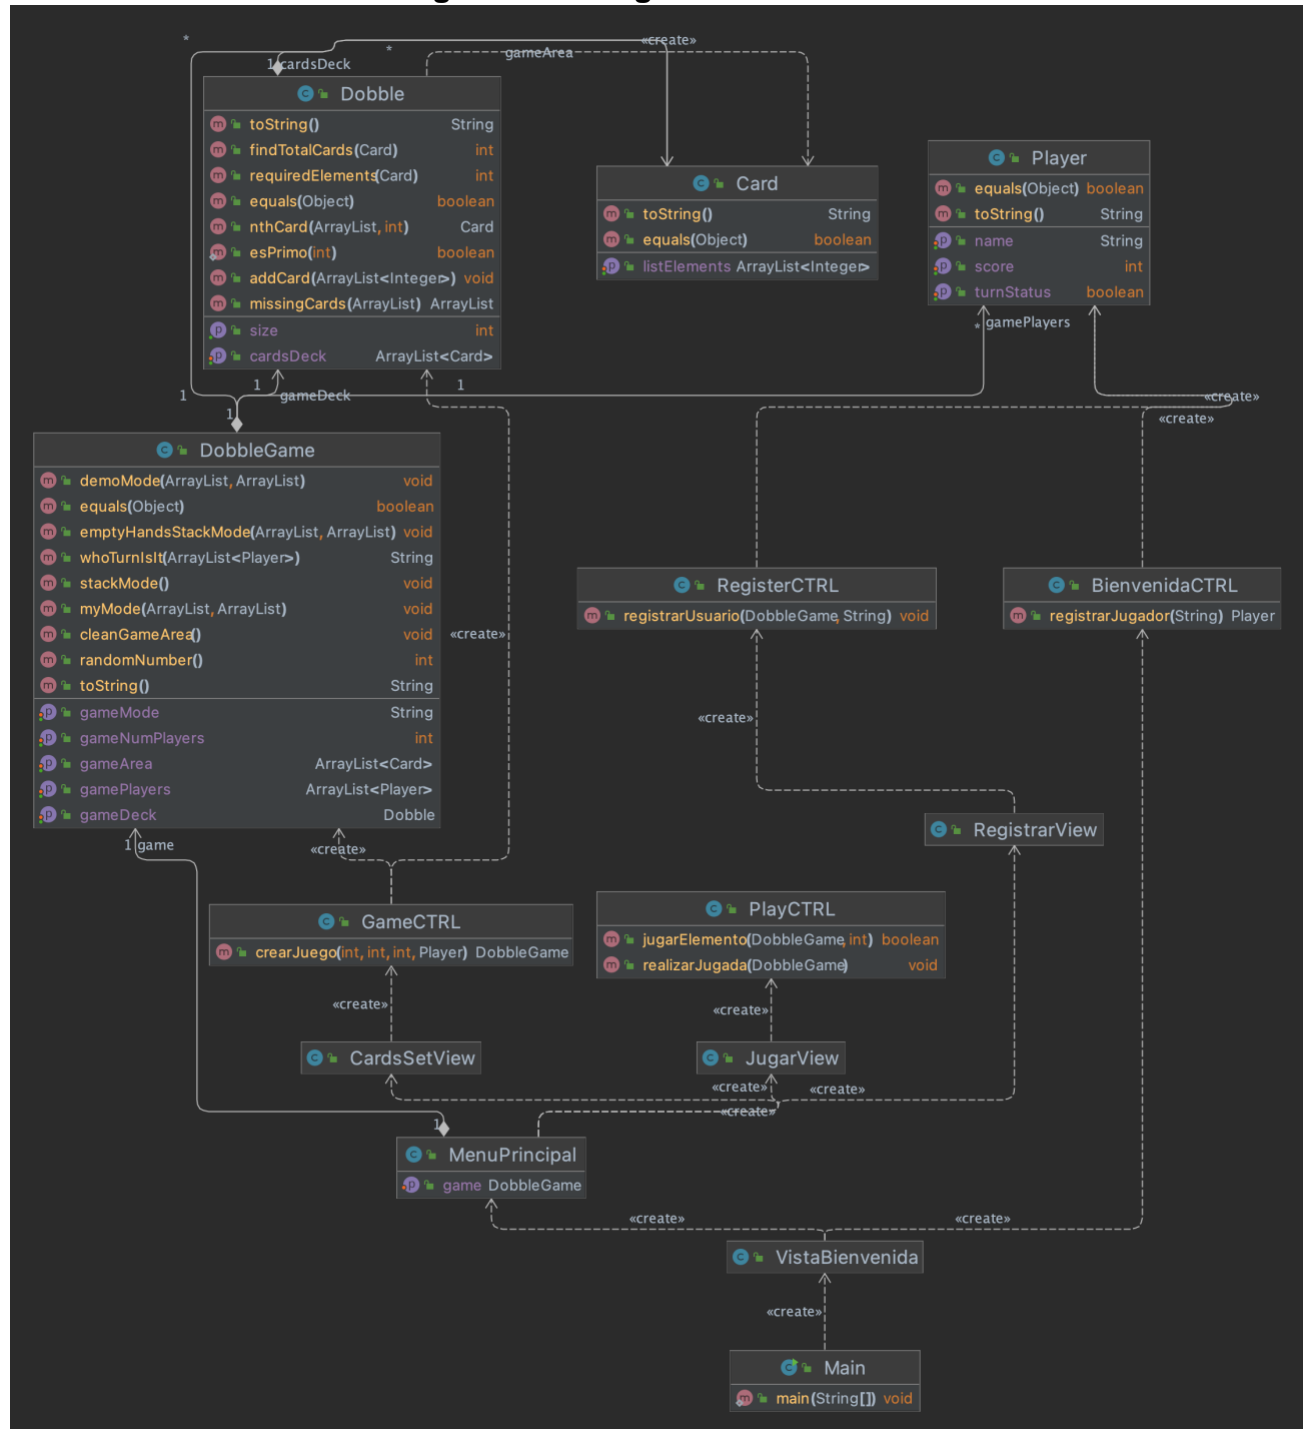 *
*
«create»
gameArea
1 cardsDeck
Dobble
toString() String
findTotalCards(Card) int
requiredElements(Card) int
equals(Object) boolean
nthCard(ArrayList, int) Card
esPrimo(int) boolean
addCard(ArrayList<Integer>) void
missingCards(ArrayList) ArrayList
size int
cardsDeck ArrayList<Card>
Card
toString() String
equals(Object) boolean
listElements ArrayList<Integer>
Player
equals(Object) boolean
toString() String
name String
score int
turnStatus boolean
* gamePlayers
1
1
gameDeck
1
1
«create»
«create»
DobbleGame
demoMode(ArrayList, ArrayList) void
equals(Object) boolean
emptyHandsStackMode(ArrayList, ArrayList) void
whoTurnIsIt(ArrayList<Player>) String
stackMode() void
myMode(ArrayList, ArrayList) void
cleanGameArea() void
randomNumber() int
toString() String
gameMode String
gameNumPlayers int
gameArea ArrayList<Card>
gamePlayers ArrayList<Player>
gameDeck Dobble
«create»
RegisterCTRL
registrarUsuario(DobbleGame, String) void
BienvenidaCTRL
registrarJugador(String) Player
«create»
RegistrarView
1 game
«create»
GameCTRL
crearJuego(int, int, int, Player) DobbleGame
PlayCTRL
jugarElemento(DobbleGame, int) boolean
realizarJugada(DobbleGame) void
«create»
«create»
CardsSetView
JugarView
«create»
«create»
«create»
1
MenuPrincipal
game DobbleGame
«create»
«create»
VistaBienvenida
«create»
Main
main(String[]) void